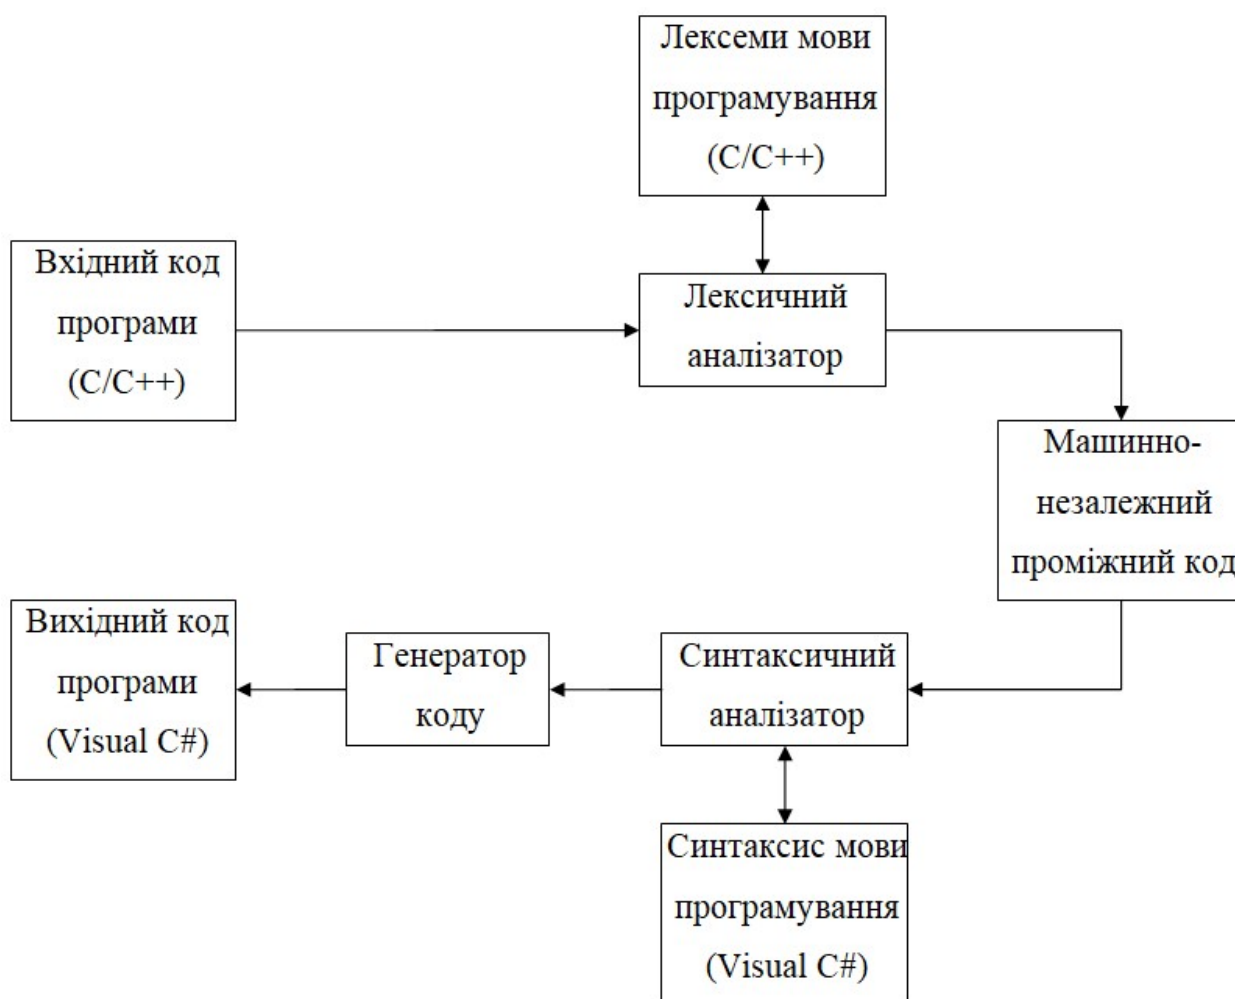 Лексеми мови
програмування
(C/C++)
Вхідний код
програми
(C/C++)
Лексичний
аналізатор
Машинно-
незалежний
проміжний код
Вихідний код
програми
(Visual C#)
Генератор
коду
Синтаксичний
аналізатор
Синтаксис мови
програмування
(Visual C#)